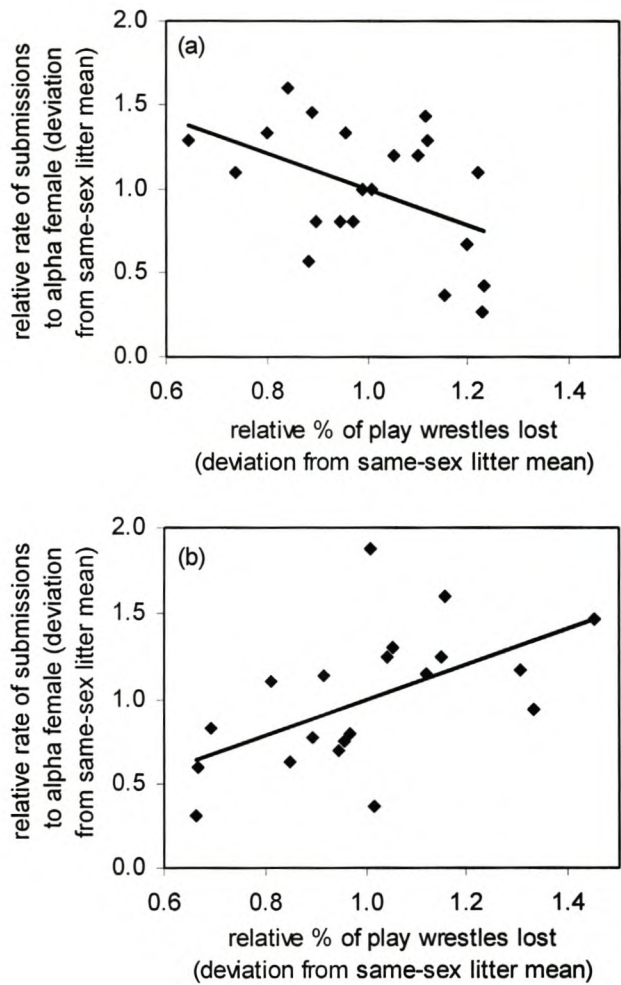 (a)
relative rate of submissions
to alpha female (deviation
from same-sex litter mean)
2.0
1.5
1.0
0.5
0.0
0.6 0.8 1.0 1.2 1.4
relative % of play wrestles lost
(deviation from same-sex litter mean)
(b)
relative rate of submissions
to alpha female (deviation
from same-sex litter mean)
2.0
1.5
1.0
0.5
0.0
0.6 0.8 1.0 1.2 1.4
relative % of play wrestles lost
(deviation from same-sex litter mean)